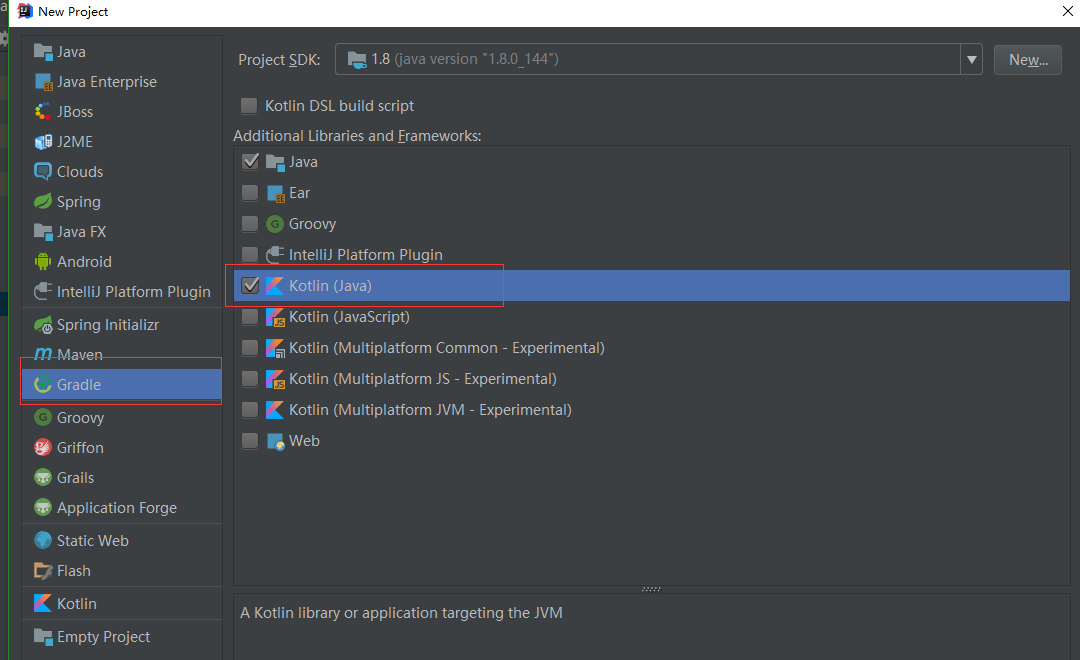 New Project
Java
Java Enterprise
JBoss
J2ME
Clouds
Spring
Java FX
Android
IntelliJ Platform Plugin
Spring Initializr
Maven
Gradle
Groovy
Griffon
Grails
Application Forge
Static Web
Flash
Kotlin
Empty Project
Project SDK: 1.8 (java version "1.8.0_144") New...
Kotlin DSL build script
Additional Libraries and Frameworks:
Java
Ear
Groovy
IntelliJ Platform Plugin
Kotlin (Java)
Kotlin (JavaScript)
Kotlin (Multiplatform Common - Experimental)
Kotlin (Multiplatform JS - Experimental)
Kotlin (Multiplatform JVM - Experimental)
Web
A Kotlin library or application targeting the JVM